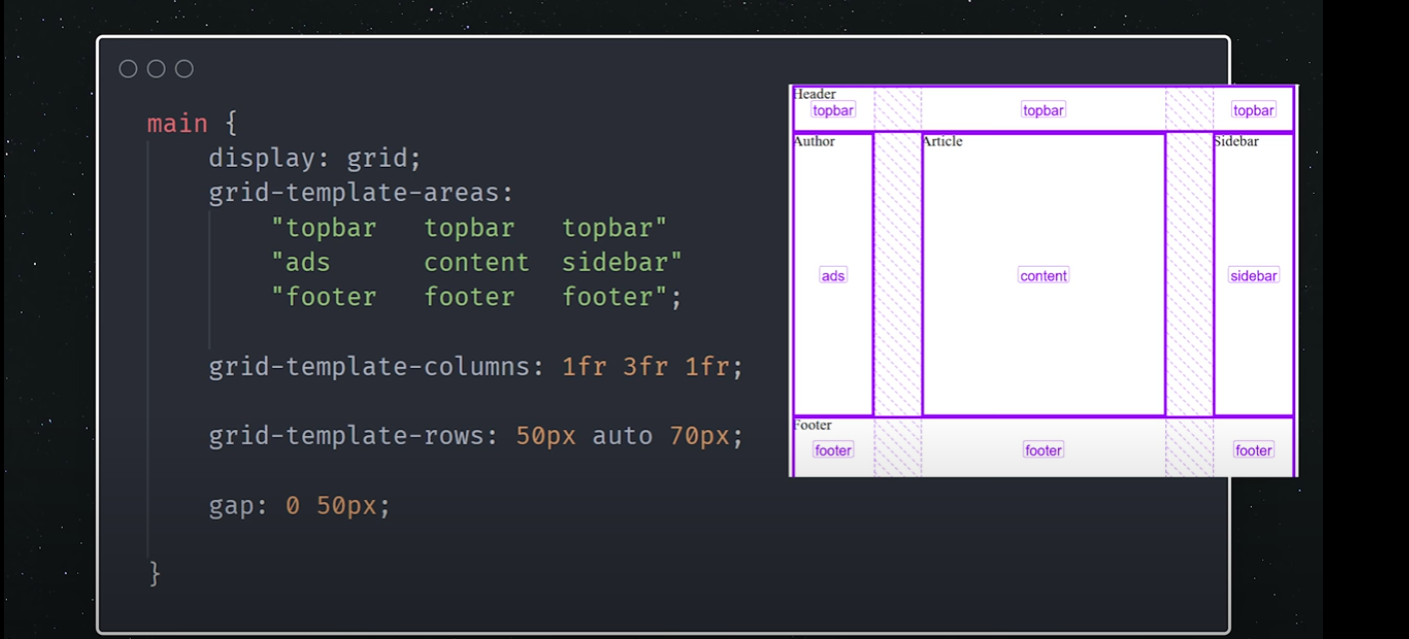 main {
display: grid;
grid-template-areas:
"topbar topbar topbar"
"ads content sidebar"
"footer footer footer";
grid-template-columns: 1fr 3fr 1fr;
grid-template-rows: 50px auto 70px;
gap: 0 50px;
}
Header
topbar topbar topbar
Author Article Sidebar
ads content sidebar
Footer
footer footer footer